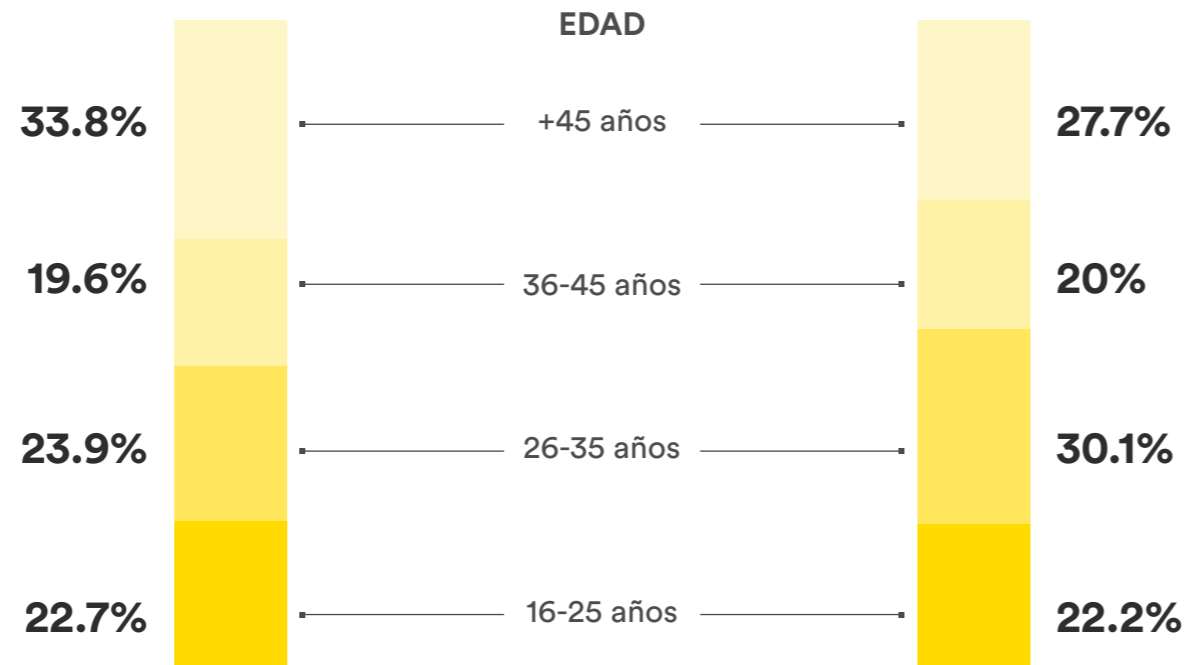 EDAD
33.8% +45 años 27.7%
19.6% 36-45 años 20%
23.9% 26-35 años 30.1%
22.7% 16-25 años 22.2%